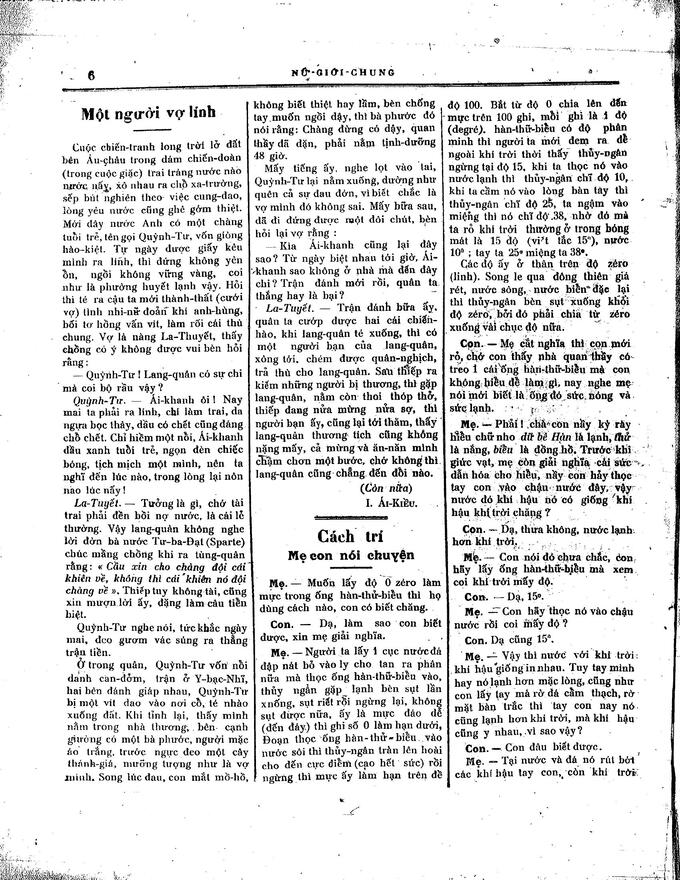 6
NỮ-GIỚI-CHUNG
Một người vợ lính
Cuộc chiến-tranh long trời lở đất
bên Âu-châu trong dám chiến-đoàn
(trong cuộc giặc) trai tráng nước nào
nước nấy, xô nhau ra chỗ xa-trường,
sếp bút nghiên theo việc cung-đao,
lòng yêu nước cũng ghê gớm thiệt.
Mới dây nước Anh có một chàng
tuổi trẻ, tên gọi Quỳnh-Tư, vốn giòng
hào-kiệt. Tự ngày được giấy kêu
mình ra lính, thì đứng không yên
ổn, ngồi không vững vàng, coi
như là phường huyết lạnh vậy. Hỏi
thì té ra cậu ta mới thành-thất (cưới
vợ) tình nhi-nữ đoản khí anh-hùng,
bối tơ hồng vấn vít, làm rối cái thú
chung. Vợ là nàng La-Thuyết, thấy
chồng có ý không được vui bèn hỏi
rằng :
— Quỳnh-Tư ! Lang-quân có sự chi
mà coi bộ rầu vậy ?
Quỳnh-Tư. — Ái-khanh ôi ! Nay
mai ta phải ra lính, chí làm trai, da
ngựa bọc thây, dầu có chết cũng đáng
chỗ chết. Chỉ hiềm một nỗi, Ái-khanh
đầu xanh tuổi trẻ, ngọn đèn chiếc
bóng, tịch mịch một mình, nên ta
nghĩ đến lúc nào, trong lòng lại nôn
nao lúc nấy !
La-Tuyết. — Tưởng là gì, chớ tài
trai phải đền bồi nợ nước, là cái lẽ
thường. Vậy lang-quân không nghe
lời đờn bà nước Tư-ba-Đạt (Sparte)
chúc mầng chồng khi ra tùng-quân
rằng : « Cầu xin cho chàng đội cái
khiên về, không thì cái khiên nó đội
chàng về ». Thiếp tuy không tài, cũng
xin mượn lời ấy, dặng làm câu tiễn
biệt.
Quỳnh-Tư nghe nói, tức khắc ngày
mai, đeo gươm vác súng ra thẳng
trận tiền.
Ở trong quân, Quỳnh-Tư vốn nổi
danh can-đởm, trận ở Y-bạc-Nhĩ,
hai bên đánh giáp nhau, Quỳnh-Tư
bị một vít dao vào nơi cổ, té nhào
xuống đất. Khi tỉnh lại, thấy mình
nằm trong nhà thương, bên cạnh
giường có một bà phước, người mặc
áo trắng, trước ngực đeo một cây
thánh-giá, mường tượng như là vợ
mình. Song lúc đau, con mắt mờ-hồ,
không biết thiệt hay lầm, bèn chống
tay muốn ngồi dậy, thì bà phước đó
nói rằng : Chàng đừng có dậy, quan
thầy đã dặn, phải nằm tịnh-dưỡng
48 giờ.
Mấy tiếng ấy, nghe lọt vào tai,
Quỳnh-Tư lại nằm xuống, dường như
quên cả sự đau đớn, vì biết chắc là
vợ mình đó không sai. Mấy bữa sau,
đã đi đứng được một đôi chút, bèn
hỏi lại vợ rằng :
— Kìa Ái-khanh cũng lại dây
sao ? Từ ngày biệt nhau tới giờ, Ái-
khanh sao không ở nhà mà đến dây
chi ? Trận đánh mới rồi, quân ta
thắng hay là bại ?
La-Tuyết. — Trận đánh bữa ấy,
quân ta cướp được hai cái chiến-
hào, khi lang-quân té xuống, thì có
một người bạn của lang-quân,
xông tới, chém được quân-nghịch,
trả thù cho lang-quân. Sau thiếp ra
kiếm những người bị thương, thì gặp
lang-quân, nằm còn thoi thóp thở,
thiếp đang nửa mừng nửa sợ, thì
người bạn ấy, cũng lại tới thăm, thấy
lang-quân thương tích cũng không
nặng mấy, cả mừng và ăn-năn mình
chậm chơn một bước, chớ không thì
lang-quân cũng chẳng đến đỗi nào.
(Còn nữa)
I. ÁI-KIỀU.
Cách trí
Mẹ con nói chuyện
Mẹ. — Muốn lấy độ 0 zéro làm
mực trong ống hàn-thử-biểu thì họ
dùng cách nào, con có biết chăng.
Con. — Dạ, làm sao con biết
được, xin mẹ giải nghĩa.
Mẹ. — Người ta lấy 1 cục nước đá
đập nát bỏ vào ly cho tan ra phân
nữa mà thọc ống hàn-thử-biểu vào,
thủy ngân gặp lạnh bèn sụt lần
xuống, sụt riết rồi ngừng lại, không
sụt được nữa, ấy là mực đáo dể
(đến đáy) thì ghi số 0 làm hạn dưới,
Đoạn thọc ống hàn-thử-biểu vào
nước sôi thì thủy-ngân tràn lên hoài
cho đến cực điểm (cạo hết sức) rồi
ngừng thì mực ấy làm hạn trên đề
độ 100. Bắt từ độ 0 chia lên đến
mực trên 100 ghi, mỗi ghi là 1 độ
(degré). hàn-thử-biểu có độ phân
minh thì người ta mới đem ra để
ngoài khí trời thời thấy thủy-ngân
ngừng tại độ 15, khi ta thọc nó vào
nước lạnh thì thủy-ngân chỉ độ 10,
khi ta cầm nó vào lòng bàn tay thì
thủy-ngân chỉ độ 25, ta ngậm vào
miệng thì nó chỉ độ 38, nhờ đó mà
ta rõ khí trời thường ở trong bóng
mát là 15 độ (viết tắc 15°), nước
10° ; tay ta 25° miệng ta 38°.
Các độ ấy ở thân trên độ zéro
(linh). Song le qua đông thiên giá
rét, nước sông, nước biển đặc lại
thì thủy-ngân bèn sụt xuống khỏi
độ zéro, bởi đó phải chia từ zéro
xuống vài chục độ nữa.
Con. — Mẹ cắt nghĩa thì con mới
rõ, chớ con thấy nhà quan thầy có
treo 1 cái ống hàn-thử-biểu mà con
không hiểu để làm gì, nay nghe mẹ
nói mới biết là ống đo sức nóng và
sức lạnh.
Mẹ. — Phải ! chà con nầy kỳ rày
hiểu chữ nho dữ bè Hàn là lạnh, thử
là nắng, biểu là đồng hồ. Trước khi
giức vạt, mẹ còn giải nghĩa cái sức
dẫn hóa cho hiểu, nầy con hãy thọc
tay con vào chậu nước đây, vậy
nước đó khí hậu nó có giống khí
hậu khí trời chăng ?
Con. — Dạ, thưa không, nước lạnh
hơn khí trời.
Mẹ. — Con nói đó chưa chắc, con
hãy lấy ống hàn-thử-biểu mà xem
coi khí trời mấy độ.
Con. — Dạ, 15°.
Mẹ. — Con hãy thọc nó vào chậu
nước rồi coi mấy độ ?
Con. Dạ cũng 15°.
Mẹ. — Vậy thì nước với khí trời
khí hậu giống in nhau. Tuy tay mình
hay nó lạnh hơn mặc lòng, cũng như
con lấy tay mà rờ đá cẩm thạch, rờ
mặt bàn trắc thì tay con nay nó
cũng lạnh hơn khí trời, mà khí hậu
cũng y nhau, vì sao vậy ?
Con. — Con đâu biết được.
Mẹ. — Tại nước và đá nó rút bởi
các khí hậu tay con, còn khí trời